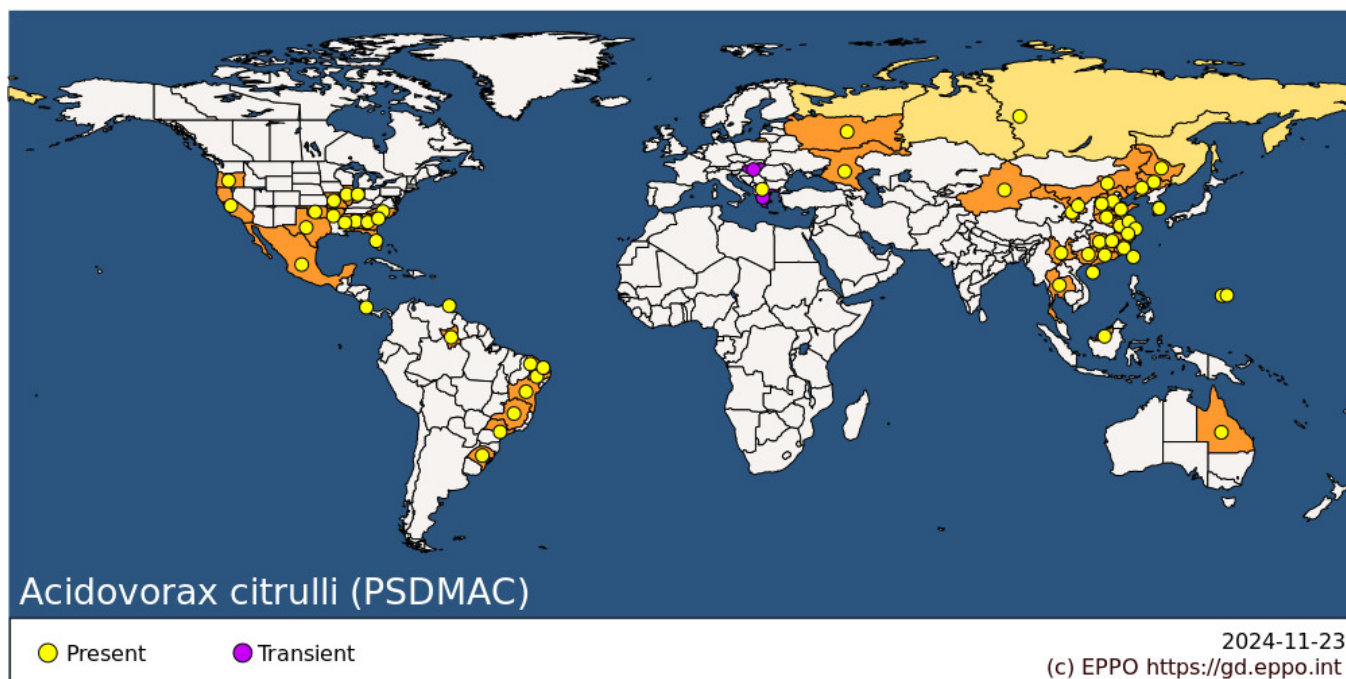 Acidovorax citrulli (PSDMAC)
Present
Transient
2024-11-23
(c) EPPO https://gd.eppo.int